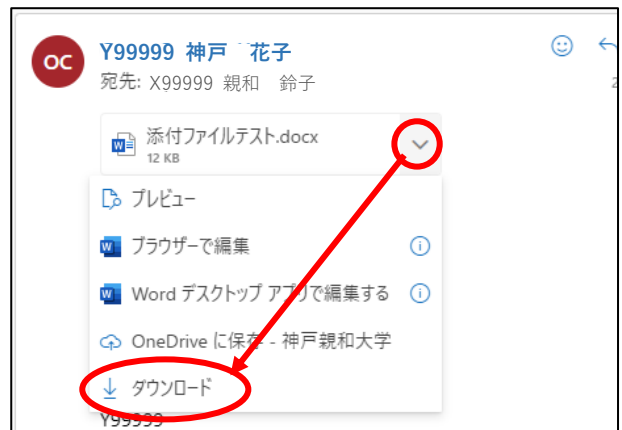 OC
Y99999 神戸 花子
宛先: X99999 親和 鈴子
2
添付ファイルテスト.docx
12 KB
プレビュー
ブラウザーで編集
Word デスクトップ アプリで編集する
OneDrive に保存 - 神戸親和大学
ダウンロード
Y99999